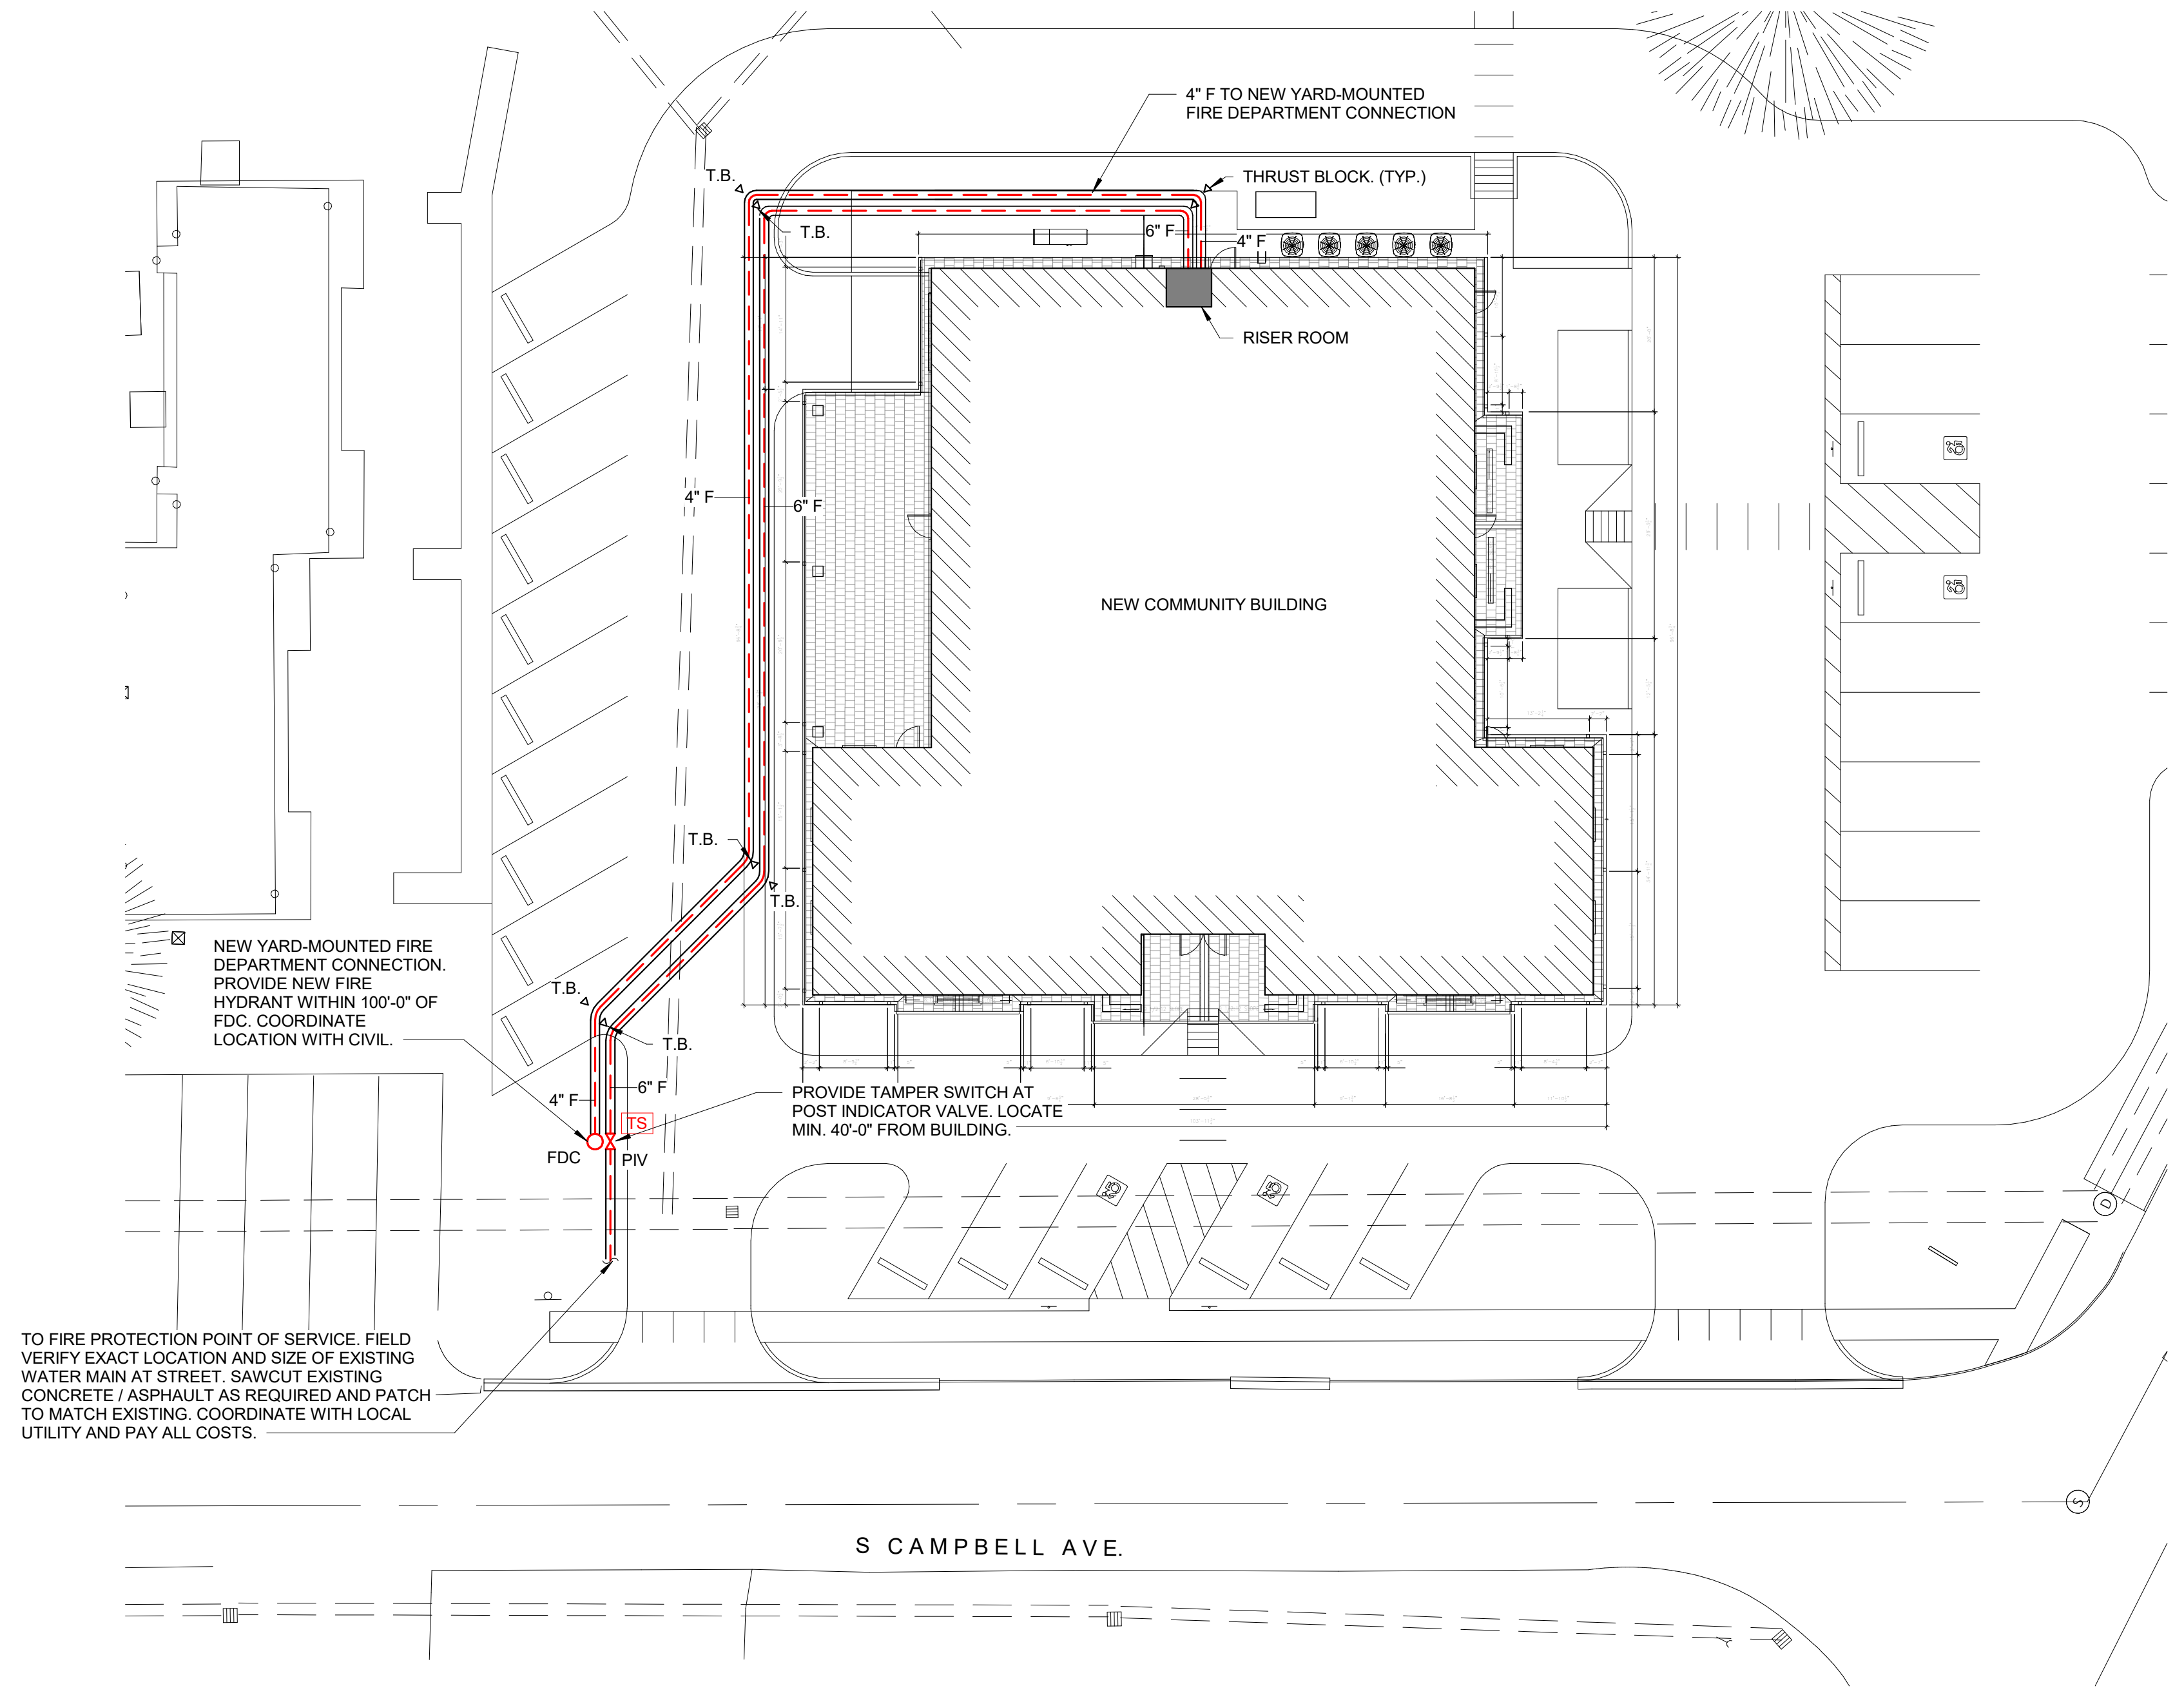 4" F TO NEW YARD-MOUNTED
FIRE DEPARTMENT CONNECTION
T.B.
THRUST BLOCK. (TYP.)
T.B.
6" F
4" F
RISER ROOM
4" F
6" F
NEW COMMUNITY BUILDING
T.B.
T.B.
NEW YARD-MOUNTED FIRE
DEPARTMENT CONNECTION.
PROVIDE NEW FIRE
HYDRANT WITHIN 100'-0" OF
FDC. COORDINATE
LOCATION WITH CIVIL.
T.B.
T.B.
6" F
4" F
PROVIDE TAMPER SWITCH AT
POST INDICATOR VALVE. LOCATE
MIN. 40'-0" FROM BUILDING.
TS
FDC
PIV
D
TO FIRE PROTECTION POINT OF SERVICE. FIELD
VERIFY EXACT LOCATION AND SIZE OF EXISTING
WATER MAIN AT STREET. SAWCUT EXISTING
CONCRETE / ASPHAULT AS REQUIRED AND PATCH
TO MATCH EXISTING. COORDINATE WITH LOCAL
UTILITY AND PAY ALL COSTS.
S
S CAMPBELL AVE.